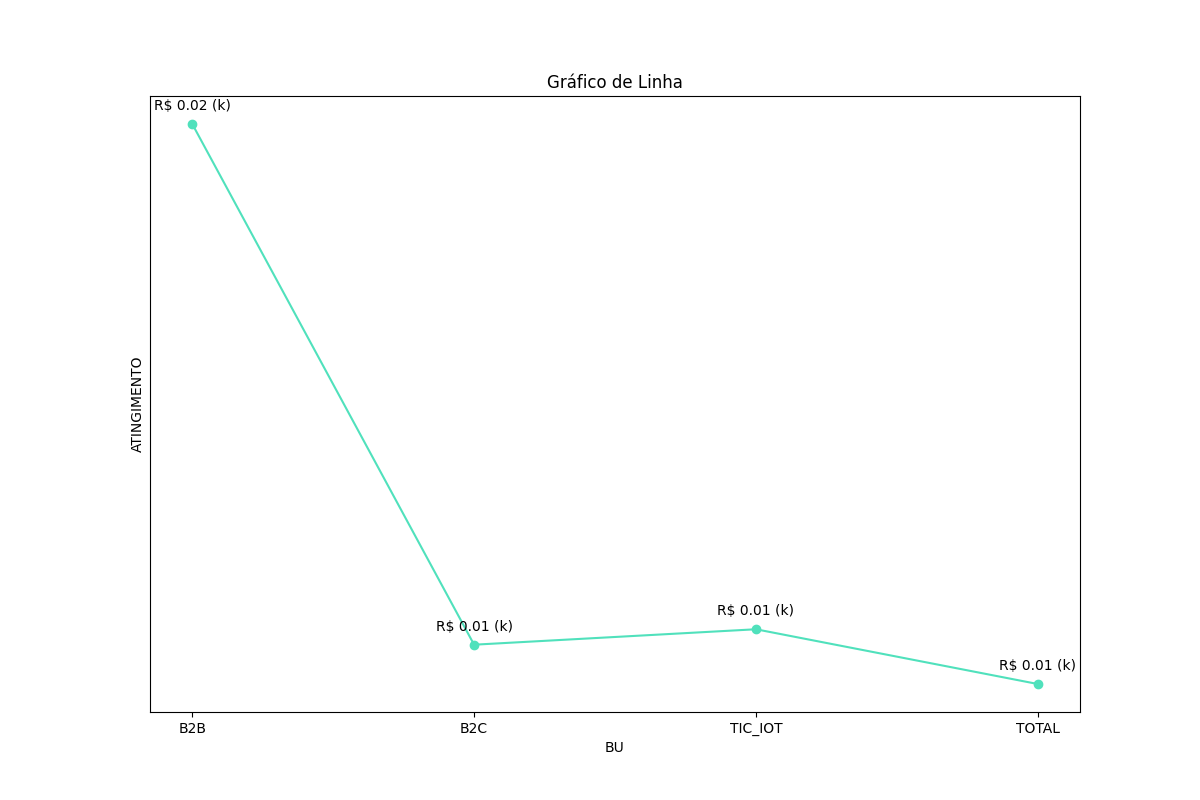 Gráfico de Linha
R$ 0.02 (k)
R$ 0.01 (k)
R$ 0.01 (k)
R$ 0.01 (k)
ATINGIMENTO
B2B
B2C
TIC_IOT
TOTAL
BU